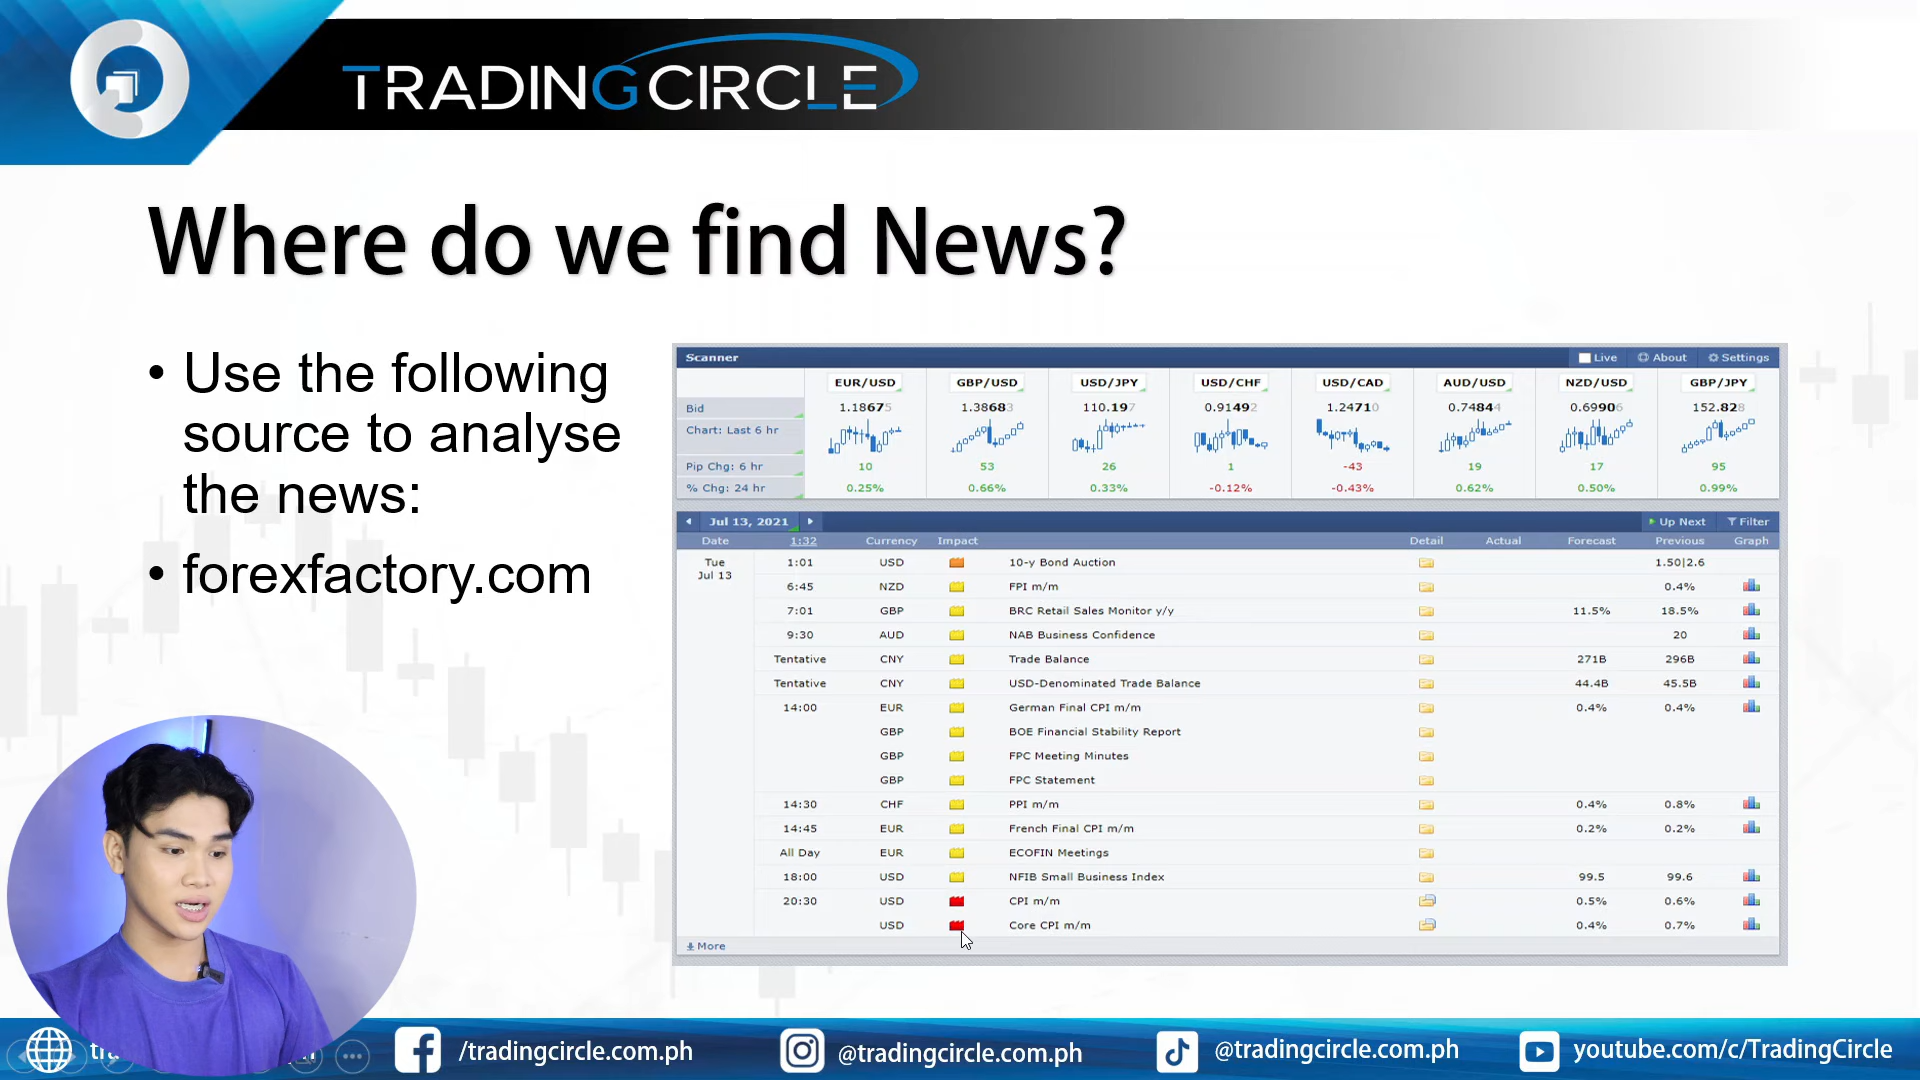 TRADINGCIRCLE
Where do we find News?
• Use the following
source to analyse
the news:
• forexfactory.com
Scanner Live About Settings
EUR/USD GBP/USD USD/JPY USD/CHF USD/CAD AUD/USD NZD/USD GBP/JPY
Bid 1.18675 1.38683 110.197 0.91492 1.24710 0.74844 0.69906 152.828
Chart: Last 6 hr
Pip Chg: 6 hr 10 53 26 1 -43 19 17 95
% Chg: 24 hr 0.25% 0.66% 0.33% -0.12% -0.43% 0.62% 0.50% 0.99%
Jul 13, 2021 Up Next Filter
Date 1:32 Currency Impact Detail Actual Forecast Previous Graph
Tue 1:01 USD 10-y Bond Auction 1.50|2.6
Jul 13
6:45 NZD FPI m/m 0.4%
7:01 GBP BRC Retail Sales Monitor y/y 11.5% 18.5%
9:30 AUD NAB Business Confidence 20
Tentative CNY Trade Balance 271B 296B
Tentative CNY USD-Denominated Trade Balance 44.4B 45.5B
14:00 EUR German Final CPI m/m 0.4% 0.4%
GBP BOE Financial Stability Report
GBP FPC Meeting Minutes
GBP FPC Statement
14:30 CHF PPI m/m 0.4% 0.8%
14:45 EUR French Final CPI m/m 0.2% 0.2%
All Day EUR ECOFIN Meetings
18:00 USD NFIB Small Business Index 99.5 99.6
20:30 USD CPI m/m 0.5% 0.6%
USD Core CPI m/m 0.4% 0.7%
More
/tradingcircle.com.ph @tradingcircle.com.ph @tradingcircle.com.ph youtube.com/c/TradingCircle